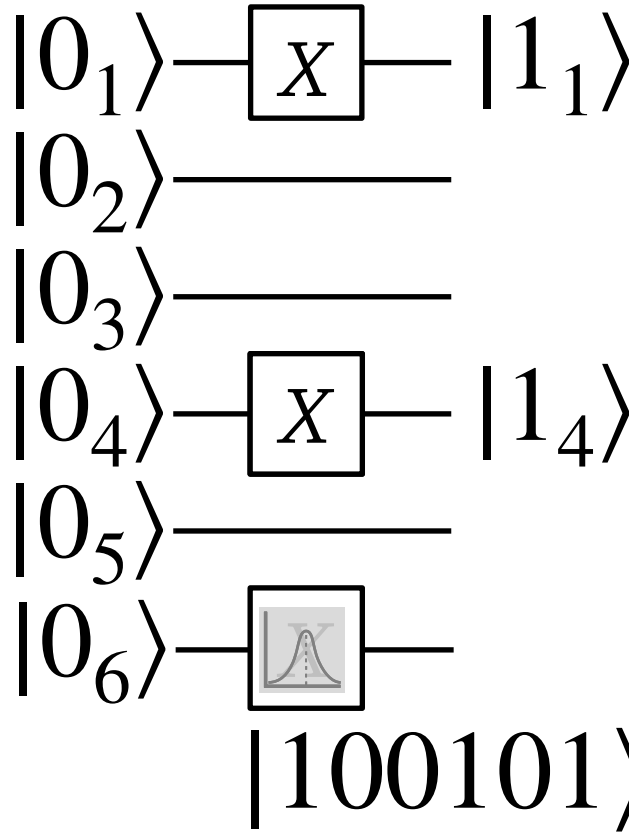 |0₁⟩ X |1₁⟩
|0₂⟩
|0₃⟩
|0₄⟩ X |1₄⟩
|0₅⟩
|0₆⟩ X
|100101⟩